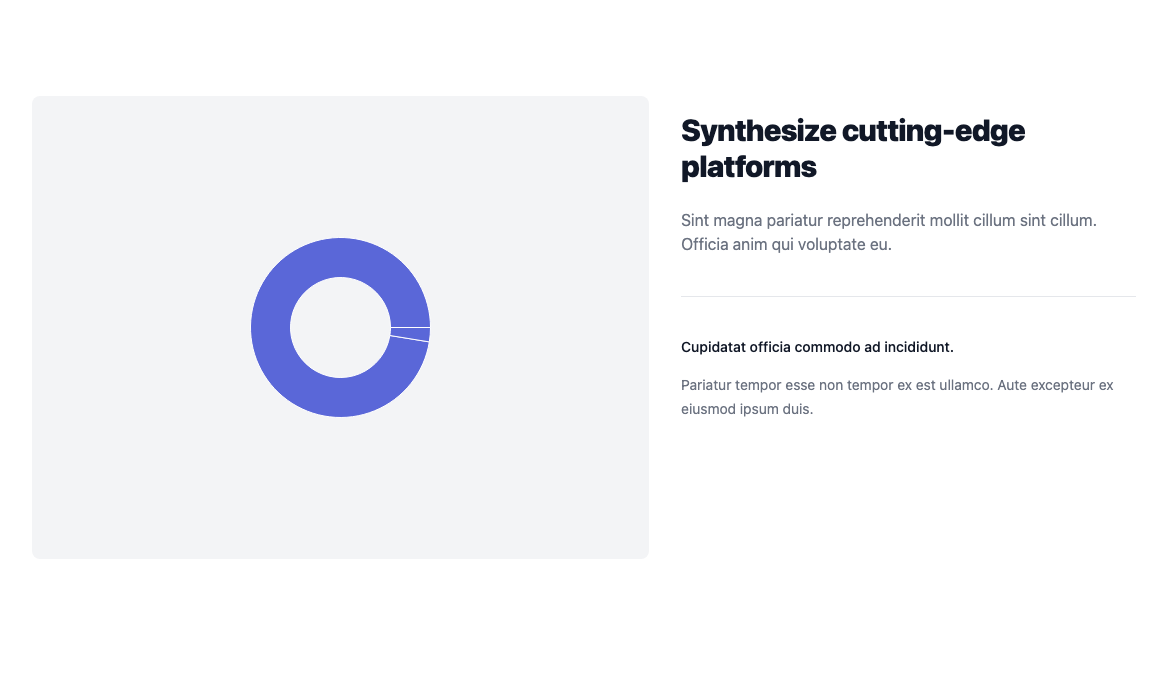 Synthesize cutting-edge
platforms
Sint magna pariatur reprehenderit mollit cillum sint cillum.
Officia anim qui voluptate eu.
Cupidatat officia commodo ad incididunt.
Pariatur tempor esse non tempor ex est ullamco. Aute excepteur ex
eiusmod ipsum duis.